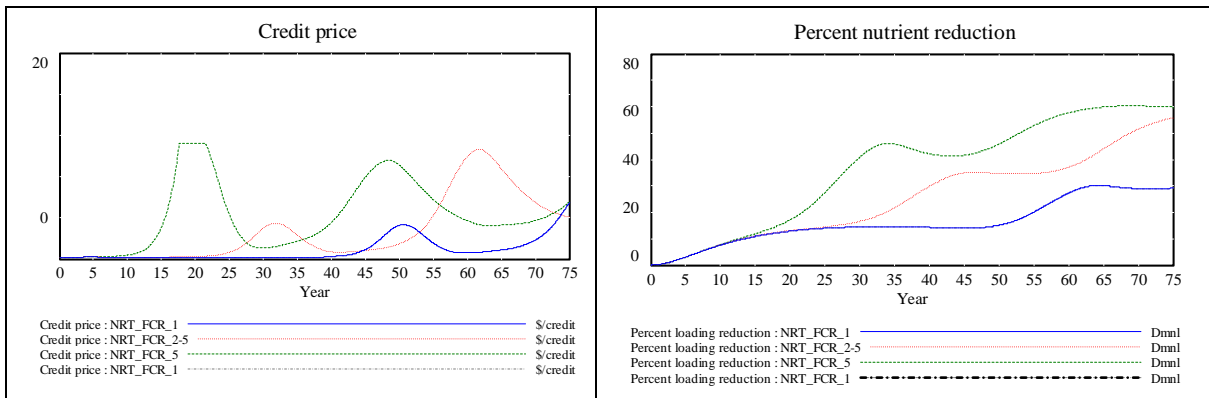 Credit price
20
0
0 5 10 15 20 25 30 35 40 45 50 55 60 65 70 75
Year
Credit price : NRT_FCR_1 $/credit
Credit price : NRT_FCR_2-5 $/credit
Credit price : NRT_FCR_5 $/credit
Credit price : NRT_FCR_1 $/credit
Percent nutrient reduction
80
60
40
20
0
0 5 10 15 20 25 30 35 40 45 50 55 60 65 70 75
Year
Percent loading reduction : NRT_FCR_1 Dmnl
Percent loading reduction : NRT_FCR_2-5 Dmnl
Percent loading reduction : NRT_FCR_5 Dmnl
Percent loading reduction : NRT_FCR_1 Dmnl